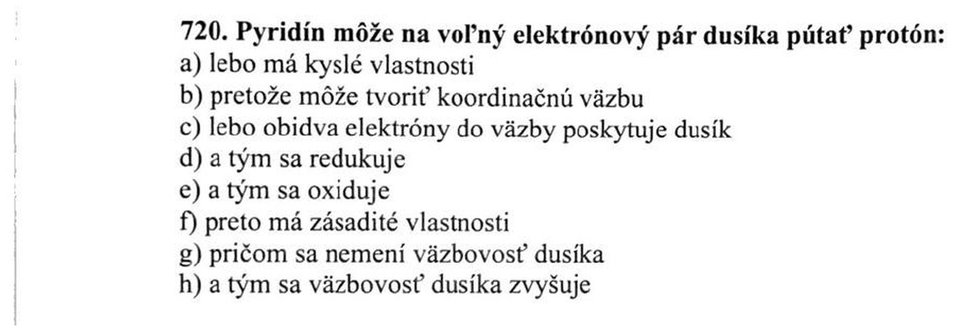 720. Pyridín môže na voľný elektrónový pár dusíka pútať protón:
a) lebo má kyslé vlastnosti
b) pretože môže tvoriť koordinačnú väzbu
c) lebo obidva elektróny do väzby poskytuje dusík
d) a tým sa redukuje
e) a tým sa oxiduje
f) preto má zásadité vlastnosti
g) pričom sa nemení väzbovosť dusíka
h) a tým sa väzbovosť dusíka zvyšuje